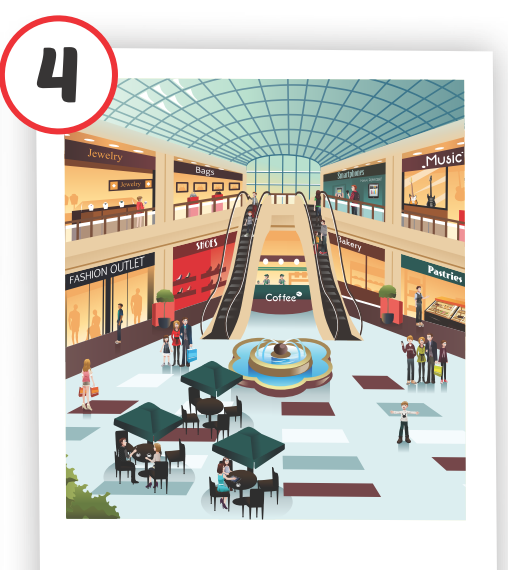 4
Jewelry
Jewelry
Bags
Smartphones
Music
FASHION OUTLET
SHOES
Bakery
Pastries
Coffee